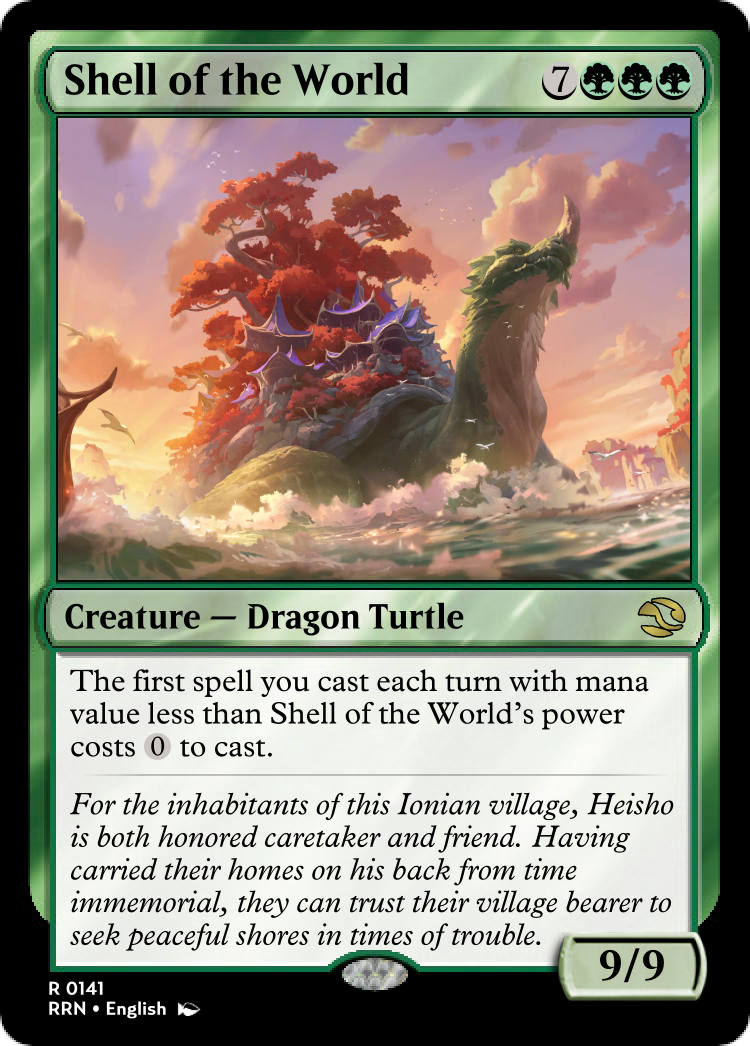 Shell of the World 7
Creature — Dragon Turtle
The first spell you cast each turn with mana
value less than Shell of the World's power
costs 0 to cast.
For the inhabitants of this Ionian village, Heisho
is both honored caretaker and friend. Having
carried their homes on his back from time
immemorial, they can trust their village bearer to
seek peaceful shores in times of trouble.
9/9
R 0141
RRN • English